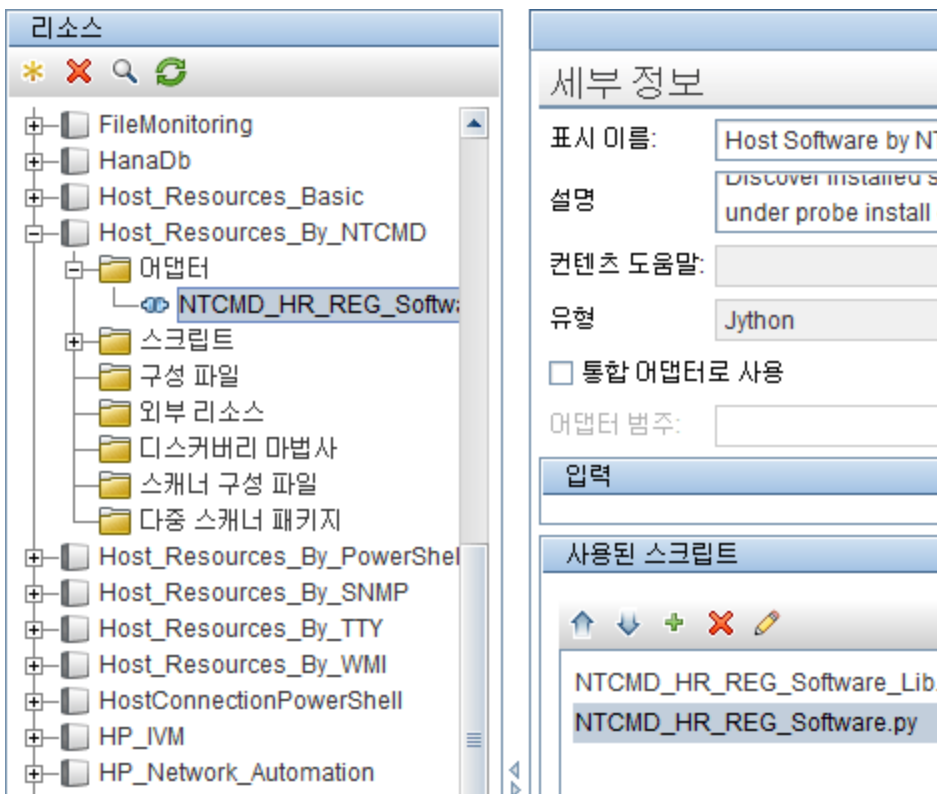 리소스
FileMonitoring
HanaDb
Host_Resources_Basic
Host_Resources_By_NTCMD
어댑터
NTCMD_HR_REG_Softwa
스크립트
구성 파일
외부 리소스
디스커버리 마법사
스캐너 구성 파일
다중 스캐너 패키지
Host_Resources_By_PowerShel
Host_Resources_By_SNMP
Host_Resources_By_TTY
Host_Resources_By_WMI
HostConnectionPowerShell
HP_IVM
HP_Network_Automation
세부 정보
표시 이름:
Host Software by NT
설명
Discover installed s
under probe install
컨텐츠 도움말:
유형
Jython
통합 어댑터로 사용
어댑터 범주:
입력
사용된 스크립트
NTCMD_HR_REG_Software_Lib.
NTCMD_HR_REG_Software.py